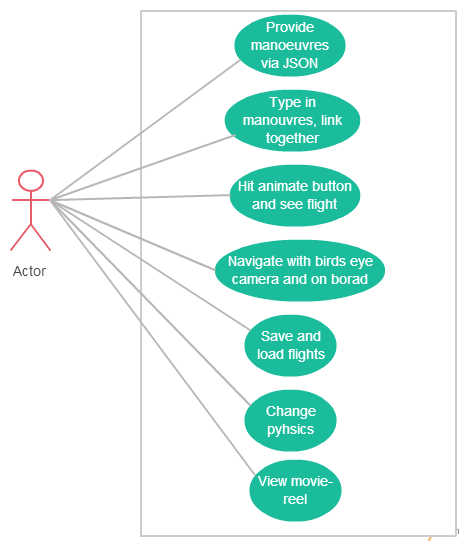 Provide
manoeuvres
via JSON
Type in
manouvres, link
together
Hit animate button
and see flight
Navigate with birds eye
camera and on borad
Actor
Save and
load flights
Change
pyhsics
View movie-
reel